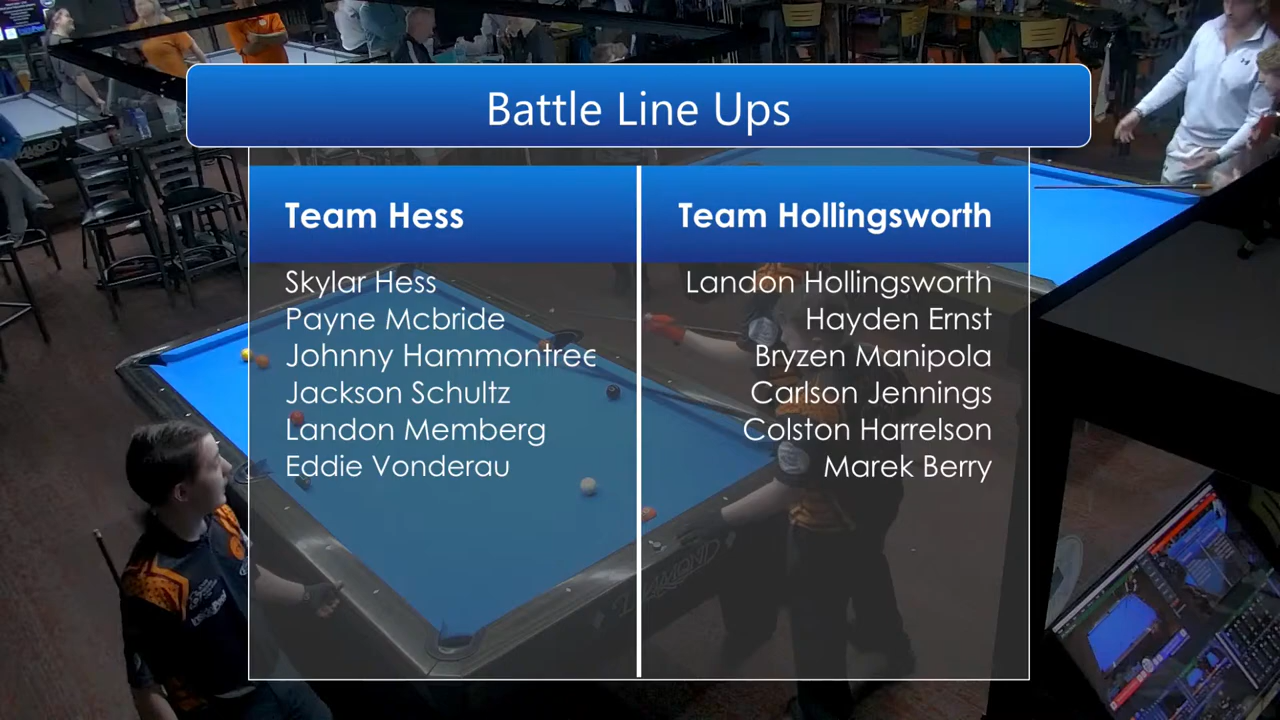 Battle Line Ups
Team Hess
Skylar Hess
Payne Mcbride
Johnny Hammontree
Jackson Schultz
Landon Memberg
Eddie Vonderau
Team Hollingsworth
Landon Hollingsworth
Hayden Ernst
Bryzen Manipola
Carlson Jennings
Colston Harrelson
Marek Berry
DIAMOND